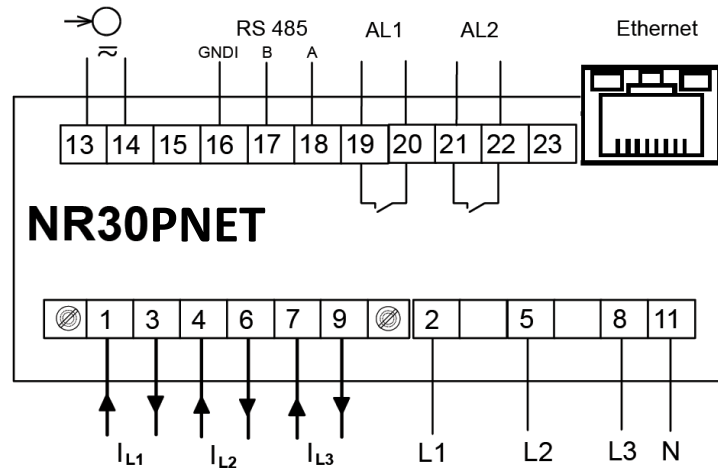 RS 485 AL1 AL2 Ethernet
GNDI B A
13 14 15 16 17 18 19 20 21 22 23
NR30PNET
1 3 4 6 7 9 2 5 8 11
IL1 IL2 IL3 L1 L2 L3 N